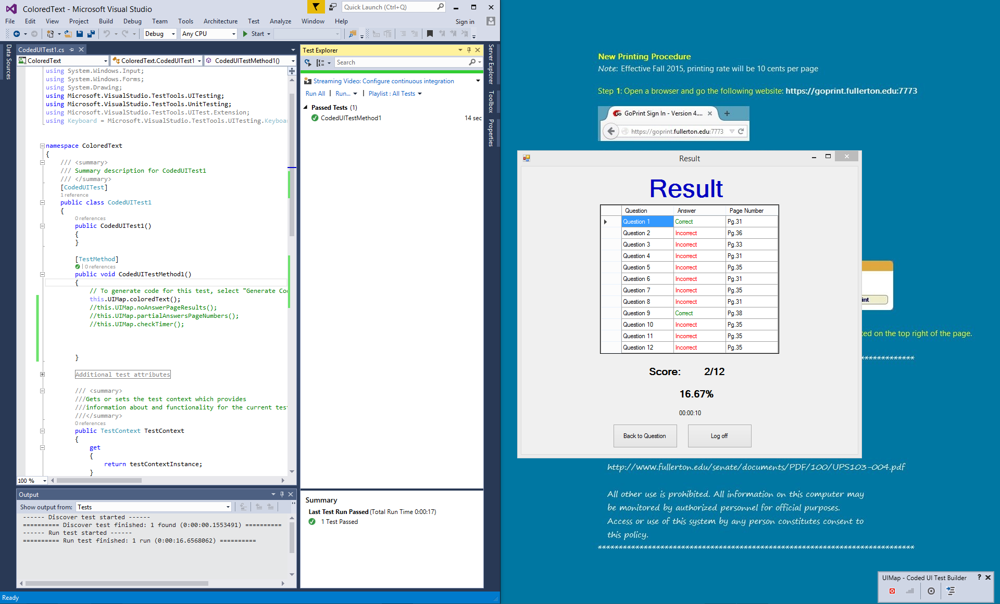 ColoredText - Microsoft Visual Studio
Quick Launch (Ctrl+Q)
File Edit View Project Build Debug Team Tools Architecture Test Analyze Window Help
Sign in
Debug Any CPU Start
Data Sources
CodedUITest1.cs
ColoredText ColoredText.CodedUITest1 CodedUITestMethod1()
using System.Windows.Input;
using System.Windows.Forms;
using System.Drawing;
using Microsoft.VisualStudio.TestTools.UITesting;
using Microsoft.VisualStudio.TestTools.UnitTesting;
using Microsoft.VisualStudio.TestTools.UITest.Extension;
using Keyboard = Microsoft.VisualStudio.TestTools.UITesting.Keyboa
namespace ColoredText
{
/// <summary>
/// Summary description for CodedUITest1
/// </summary>
[CodedUITest]
1 reference
public class CodedUITest1
{
0 references
public CodedUITest1()
{
}
[TestMethod]
| 0 references
public void CodedUITestMethod1()
{
// To generate code for this test, select "Generate Co
this.UIMap.coloredText();
//this.UIMap.noAnswerPageResults();
//this.UIMap.partialAnswersPageNumbers();
//this.UIMap.checkTimer();
}
Additional test attributes
/// <summary>
///Gets or sets the test context which provides
///information about and functionality for the current tes
///</summary>
0 references
public TestContext TestContext
{
get
{
return testContextInstance;
}
100 %
Output
Show output from: Tests
------ Discover test started ------
========== Discover test finished: 1 found (0:00:00.1553491) ==========
------ Run test started ------
========== Run test finished: 1 run (0:00:16.6568062) ==========
Ready
Test Explorer
Search
Streaming Video: Configure continuous integration
Run All | Run... | Playlist : All Tests
Passed Tests (1)
CodedUITestMethod1 14 sec
Summary
Last Test Run Passed (Total Run Time 0:00:17)
1 Test Passed
Server Explorer
Toolbox
Properties
New Printing Procedure
Note: Effective Fall 2015, printing rate will be 10 cents per page
Step 1: Open a browser and go the following website: https://goprint.fullerton.edu:7773
GoPrint Sign In - Version 4....
https://goprint.fullerton.edu:7773
Result
Result
Question Answer Page Number
Question 1 Correct Pg.31
Question 2 Incorrect Pg.36
Question 3 Incorrect Pg.33
Question 4 Incorrect Pg.31
Question 5 Incorrect Pg.35
Question 6 Incorrect Pg.31
Question 7 Incorrect Pg.35
Question 8 Incorrect Pg.31
Question 9 Correct Pg.38
Question 10 Incorrect Pg.35
Question 11 Incorrect Pg.35
Question 12 Incorrect Pg.35
Score: 2/12
16.67%
00:00:10
Back to Question Log off
int
ted on the top right of the page.
*************
http://www.fullerton.edu/senate/documents/PDF/100/UPS103-004.pdf
All other use is prohibited. All information on this computer may
be monitored by authorized personnel for official purposes.
Access or use of this system by any person constitutes consent to
this policy.
****************************************************************************
UIMap - Coded UI Test Builder